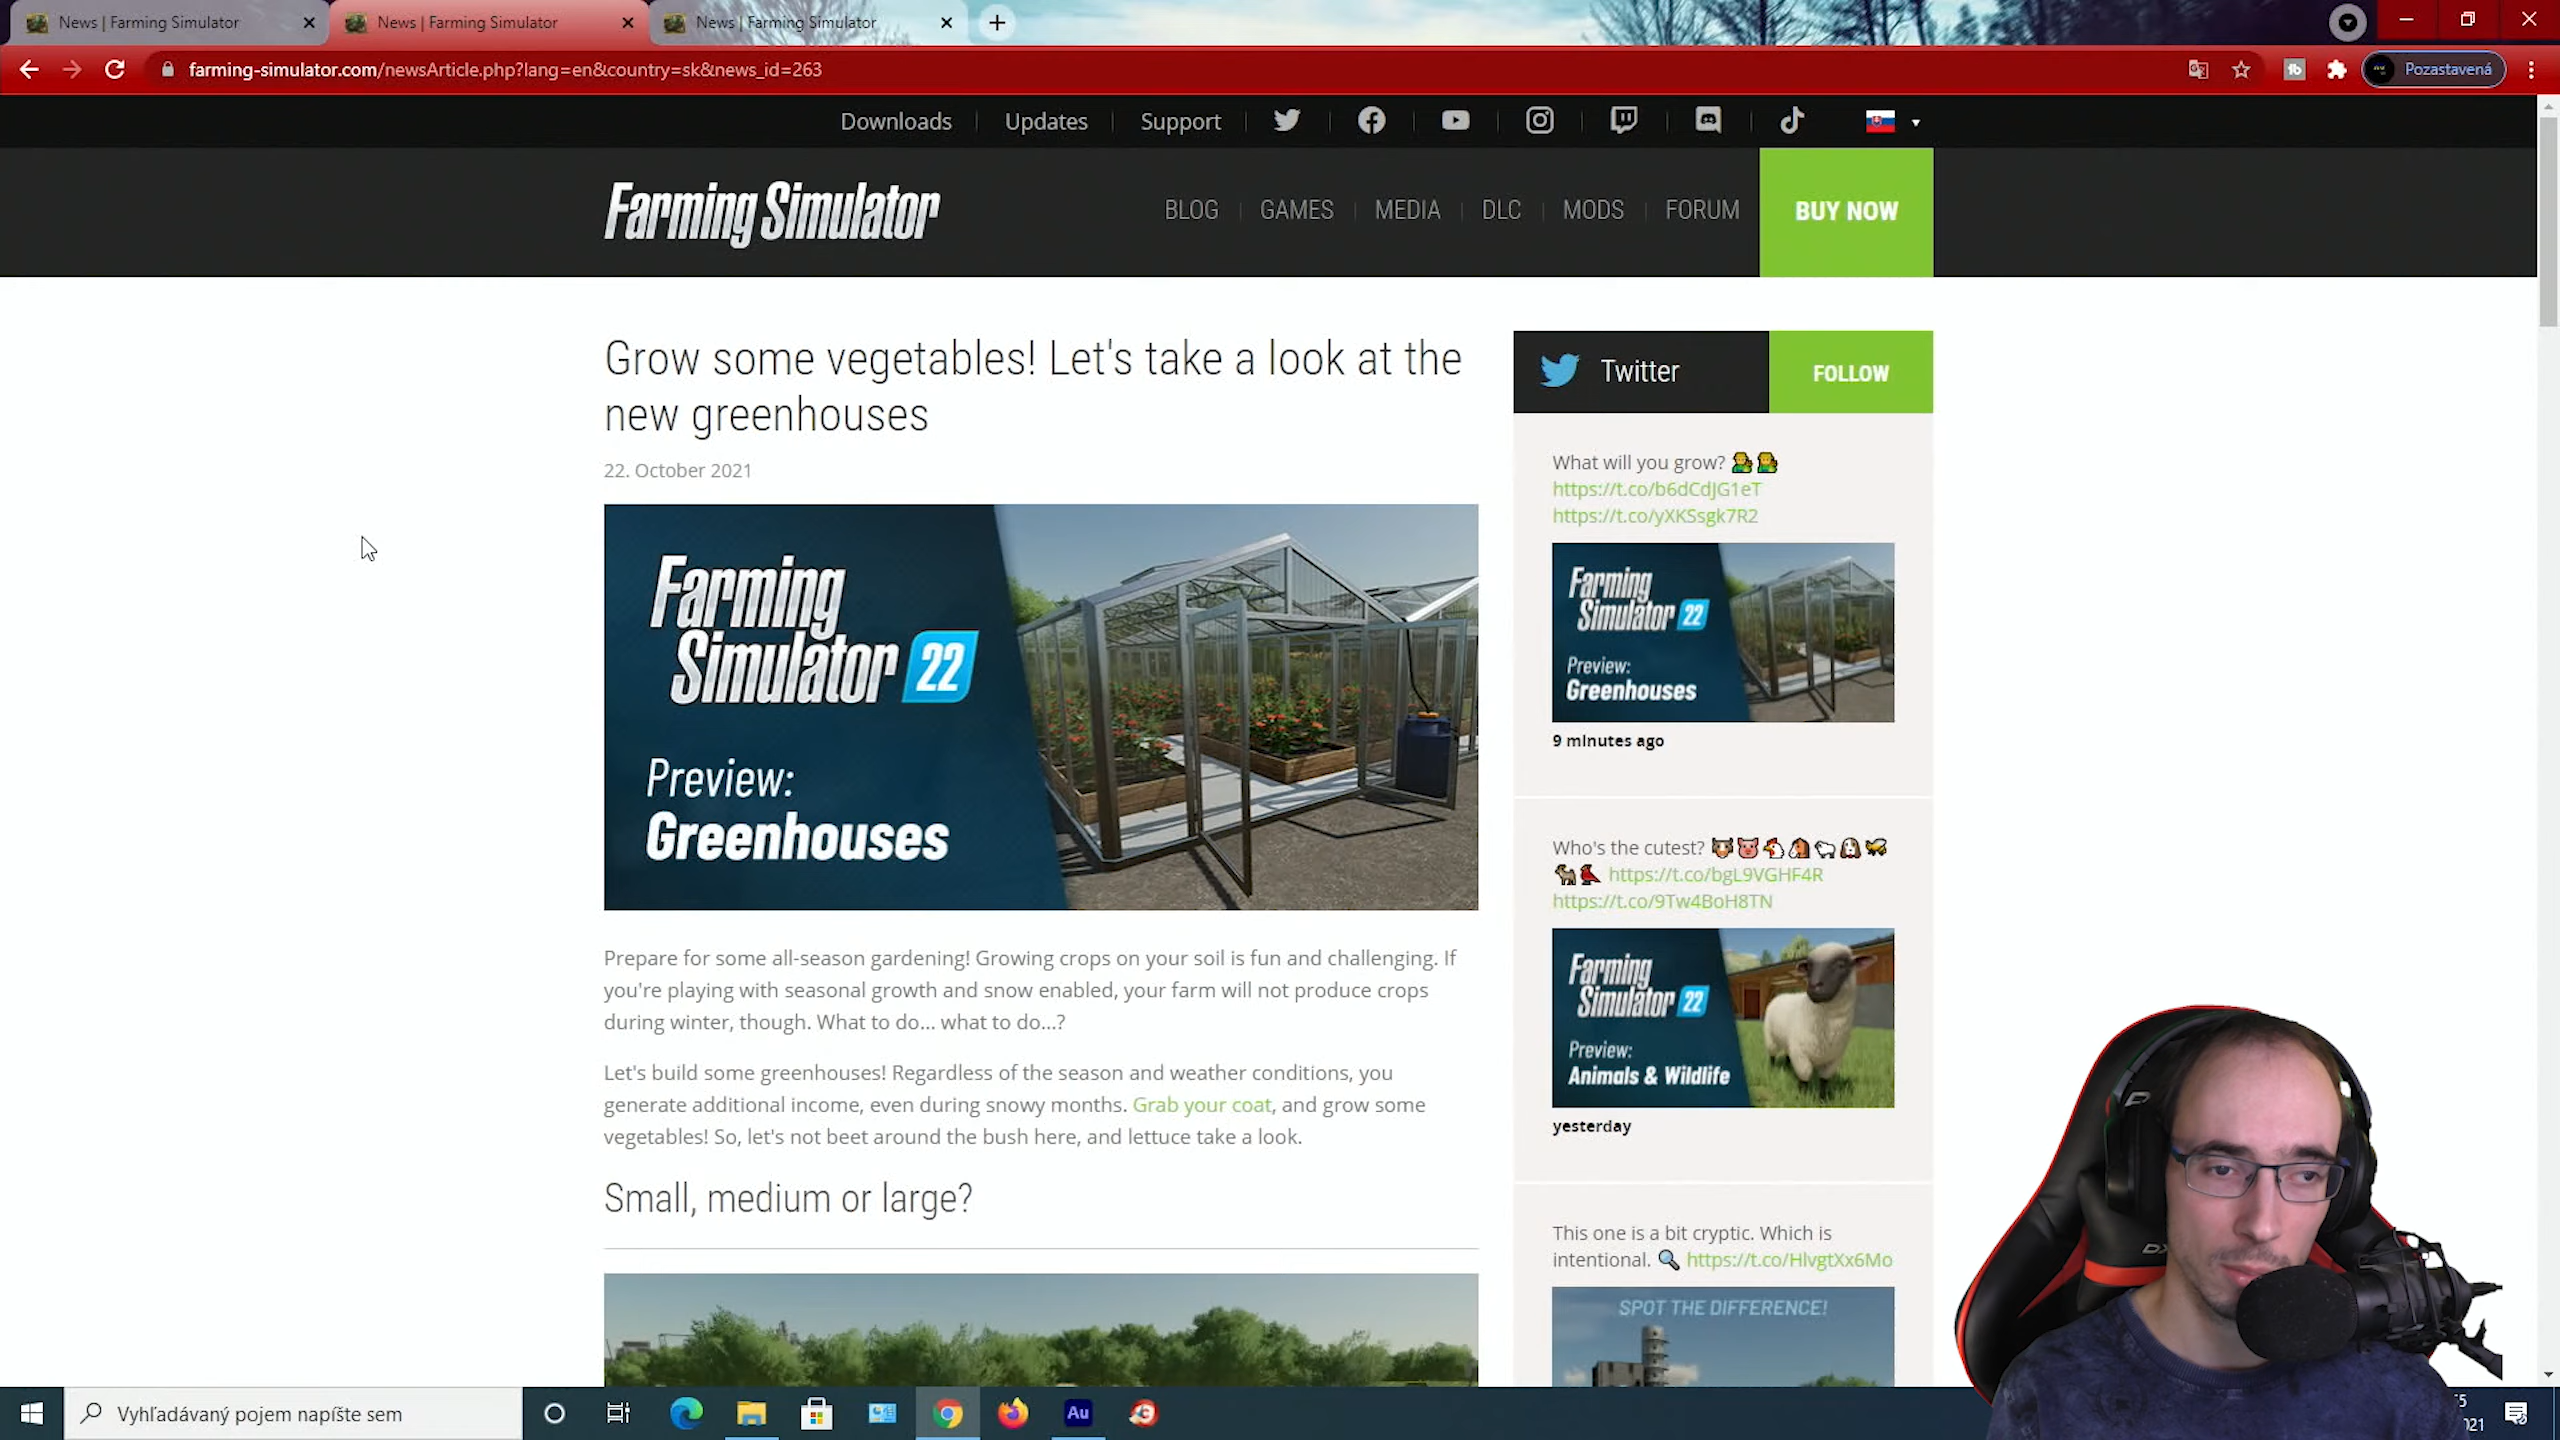 News | Farming Simulator
News | Farming Simulator
News | Farming Simulator
farming-simulator.com/newsArticle.php?lang=en&country=sk&news_id=263
Pozastavená
Downloads
Updates
Support
Farming Simulator
BLOG
GAMES
MEDIA
DLC
MODS
FORUM
BUY NOW
Grow some vegetables! Let's take a look at the
new greenhouses
22. October 2021
Farming
Simulator 22
Preview:
Greenhouses
Prepare for some all-season gardening! Growing crops on your soil is fun and challenging. If
you're playing with seasonal growth and snow enabled, your farm will not produce crops
during winter, though. What to do... what to do...?
Let's build some greenhouses! Regardless of the season and weather conditions, you
generate additional income, even during snowy months. Grab your coat, and grow some
vegetables! So, let's not beet around the bush here, and lettuce take a look.
Small, medium or large?
Twitter
FOLLOW
What will you grow?
https://t.co/b6dCdJG1eT
https://t.co/yXKSsgk7R2
Farming
Simulator 22
Preview:
Greenhouses
9 minutes ago
Who's the cutest?
https://t.co/bgL9VGHF4R
https://t.co/9Tw4BoH8TN
Farming
Simulator 22
Preview:
Animals & Wildlife
yesterday
This one is a bit cryptic. Which is
intentional. https://t.co/HlvgtXx6Mo
SPOT THE DIFFERENCE!
Vyhľadávaný pojem napíšte sem
Au